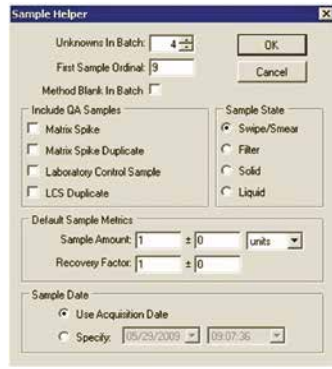 Sample Helper
Unknowns In Batch: 4
OK
First Sample Ordinal: 9
Cancel
Method Blank In Batch
Include QA Samples
Matrix Spike
Matrix Spike Duplicate
Laboratory Control Sample
LCS Duplicate
Sample State
Swipe/Smear
Filter
Solid
Liquid
Default Sample Metrics
Sample Amount: 1 ± 0 units
Recovery Factor: 1 ± 0
Sample Date
Use Acquisition Date
Specify: 05/29/2009 09:07:36